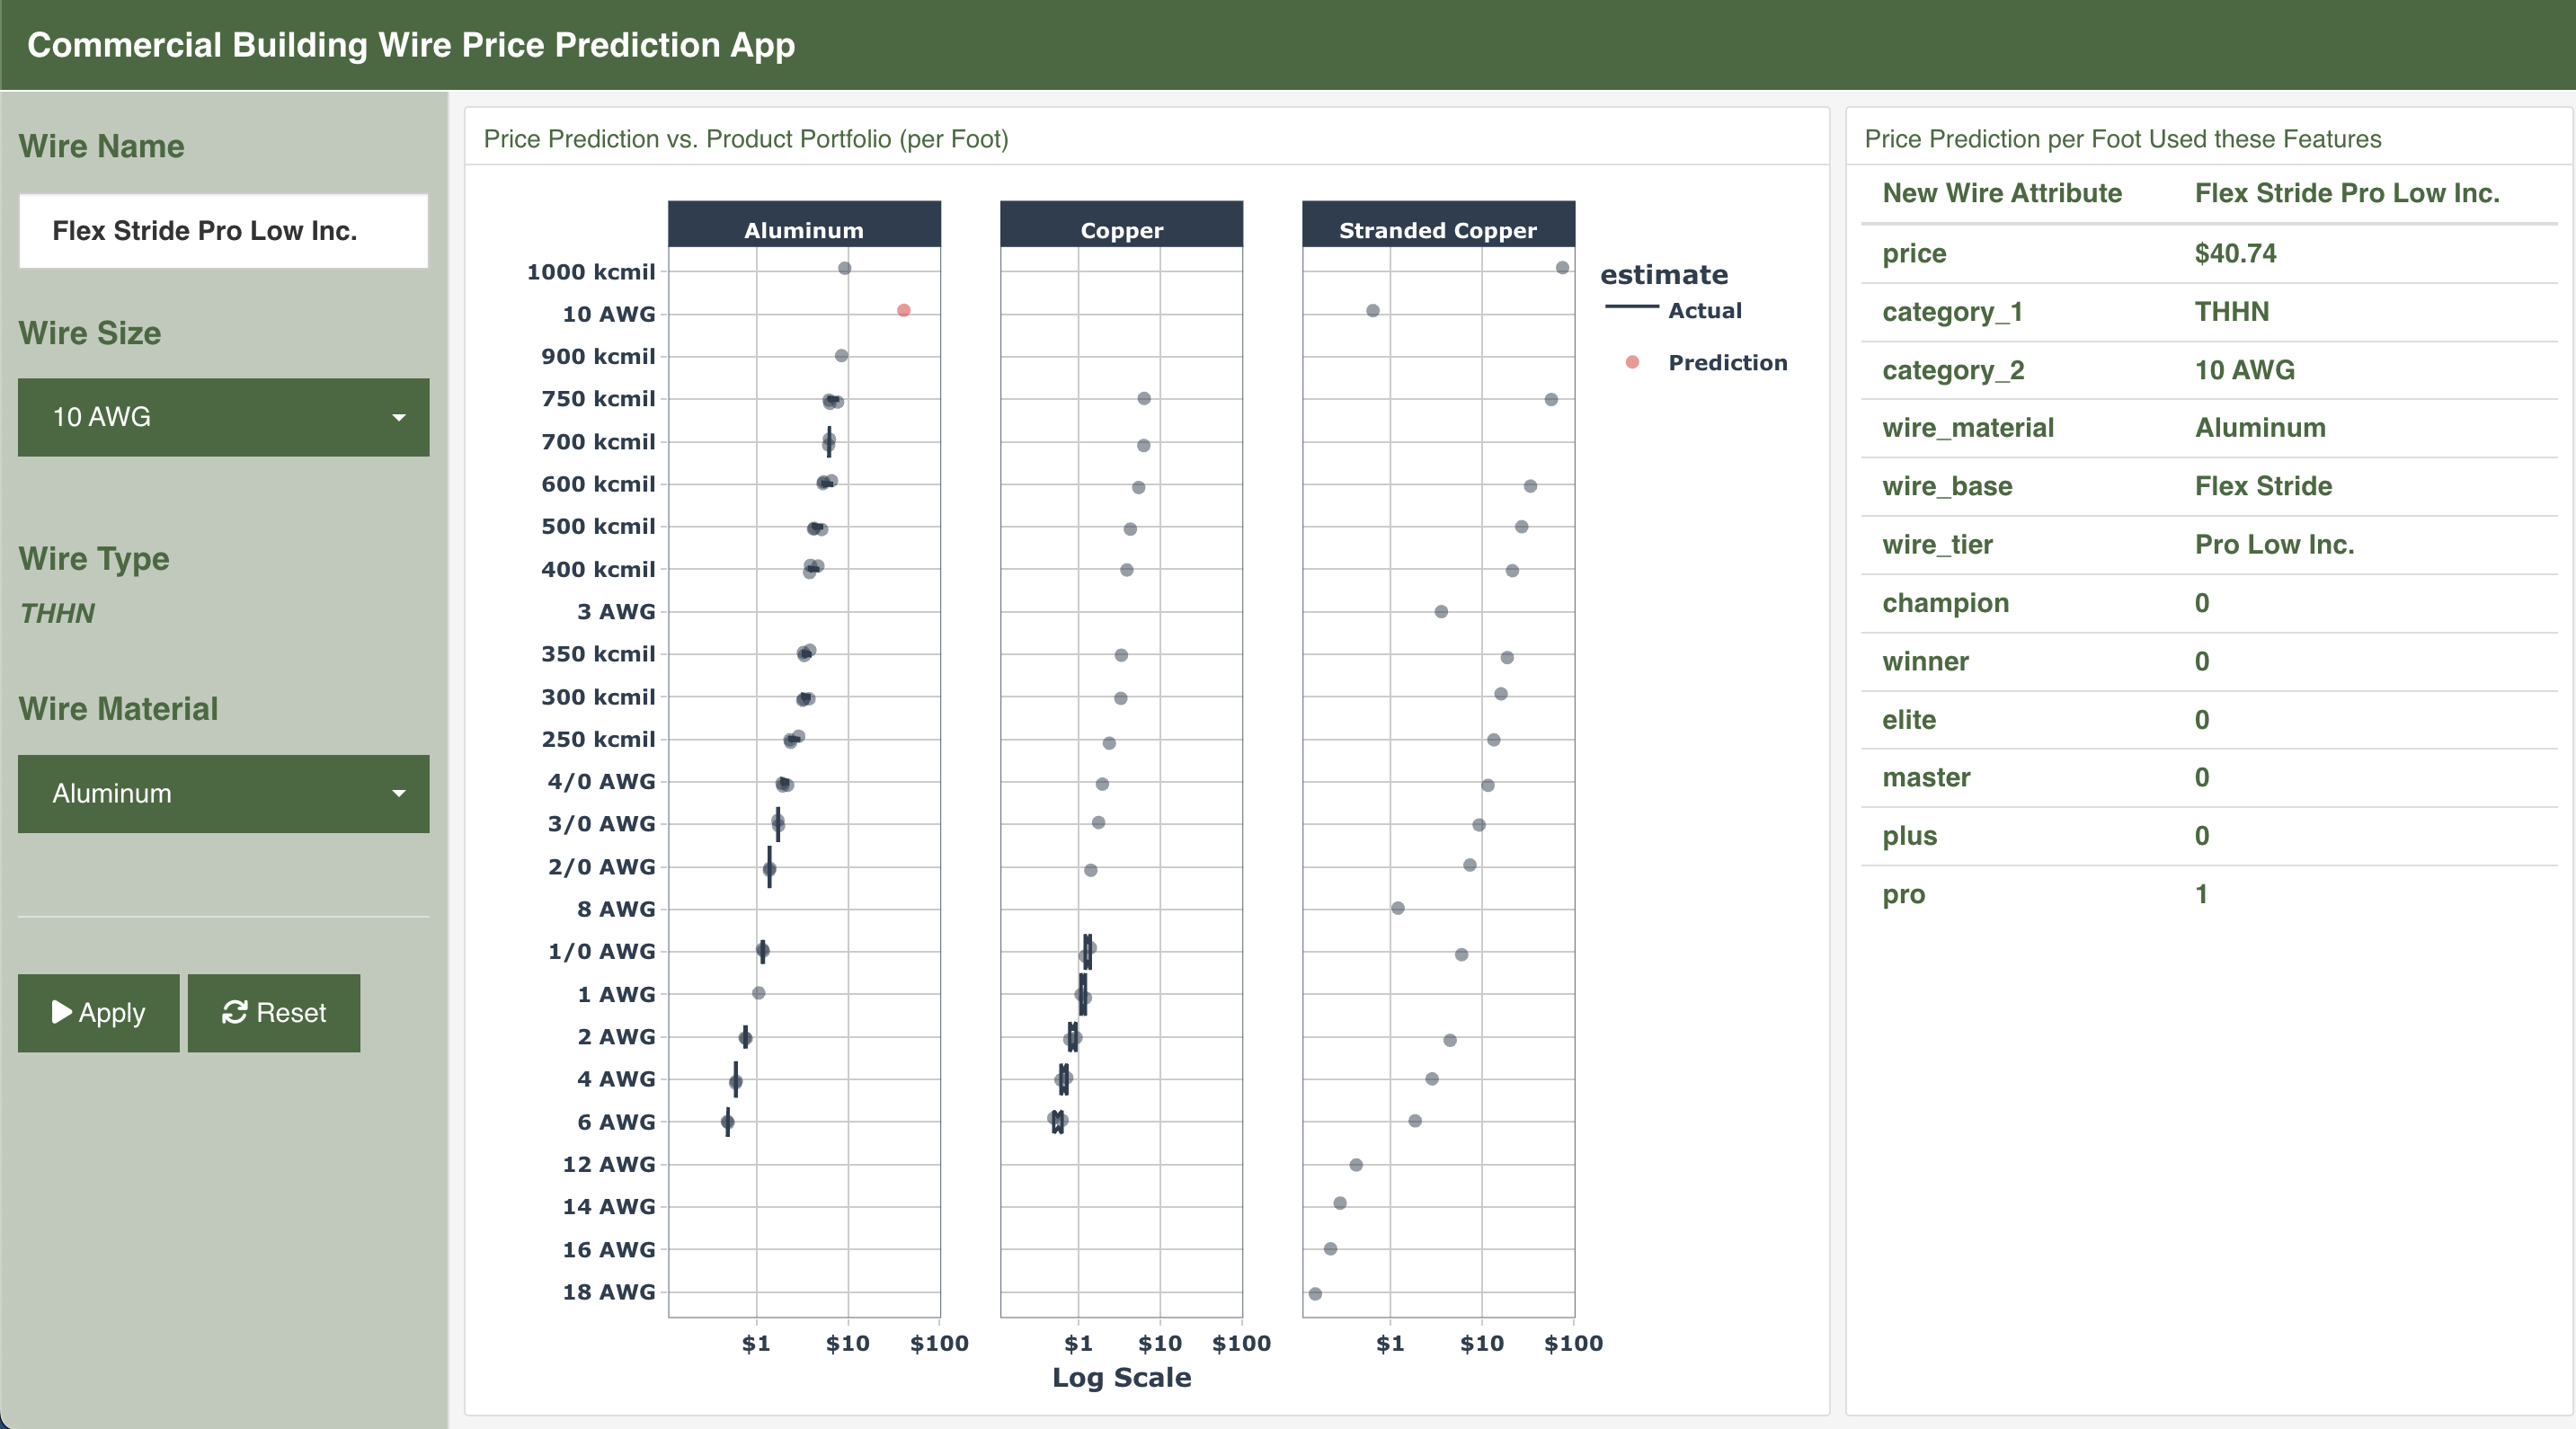 Commercial Building Wire Price Prediction App
Wire Name
Flex Stride Pro Low Inc.
Wire Size
10 AWG
Wire Type
THHN
Wire Material
Aluminum
Apply
Reset
Price Prediction vs. Product Portfolio (per Foot)
Aluminum
Copper
Stranded Copper
1000 kcmil
10 AWG
900 kcmil
750 kcmil
700 kcmil
600 kcmil
500 kcmil
400 kcmil
3 AWG
350 kcmil
300 kcmil
250 kcmil
4/0 AWG
3/0 AWG
2/0 AWG
8 AWG
1/0 AWG
1 AWG
2 AWG
4 AWG
6 AWG
12 AWG
14 AWG
16 AWG
18 AWG
$1 $10 $100 $1 $10 $100 $1 $10 $100
Log Scale
estimate
Actual
Prediction
Price Prediction per Foot Used these Features
New Wire Attribute Flex Stride Pro Low Inc.
price $40.74
category_1 THHN
category_2 10 AWG
wire_material Aluminum
wire_base Flex Stride
wire_tier Pro Low Inc.
champion 0
winner 0
elite 0
master 0
plus 0
pro 1